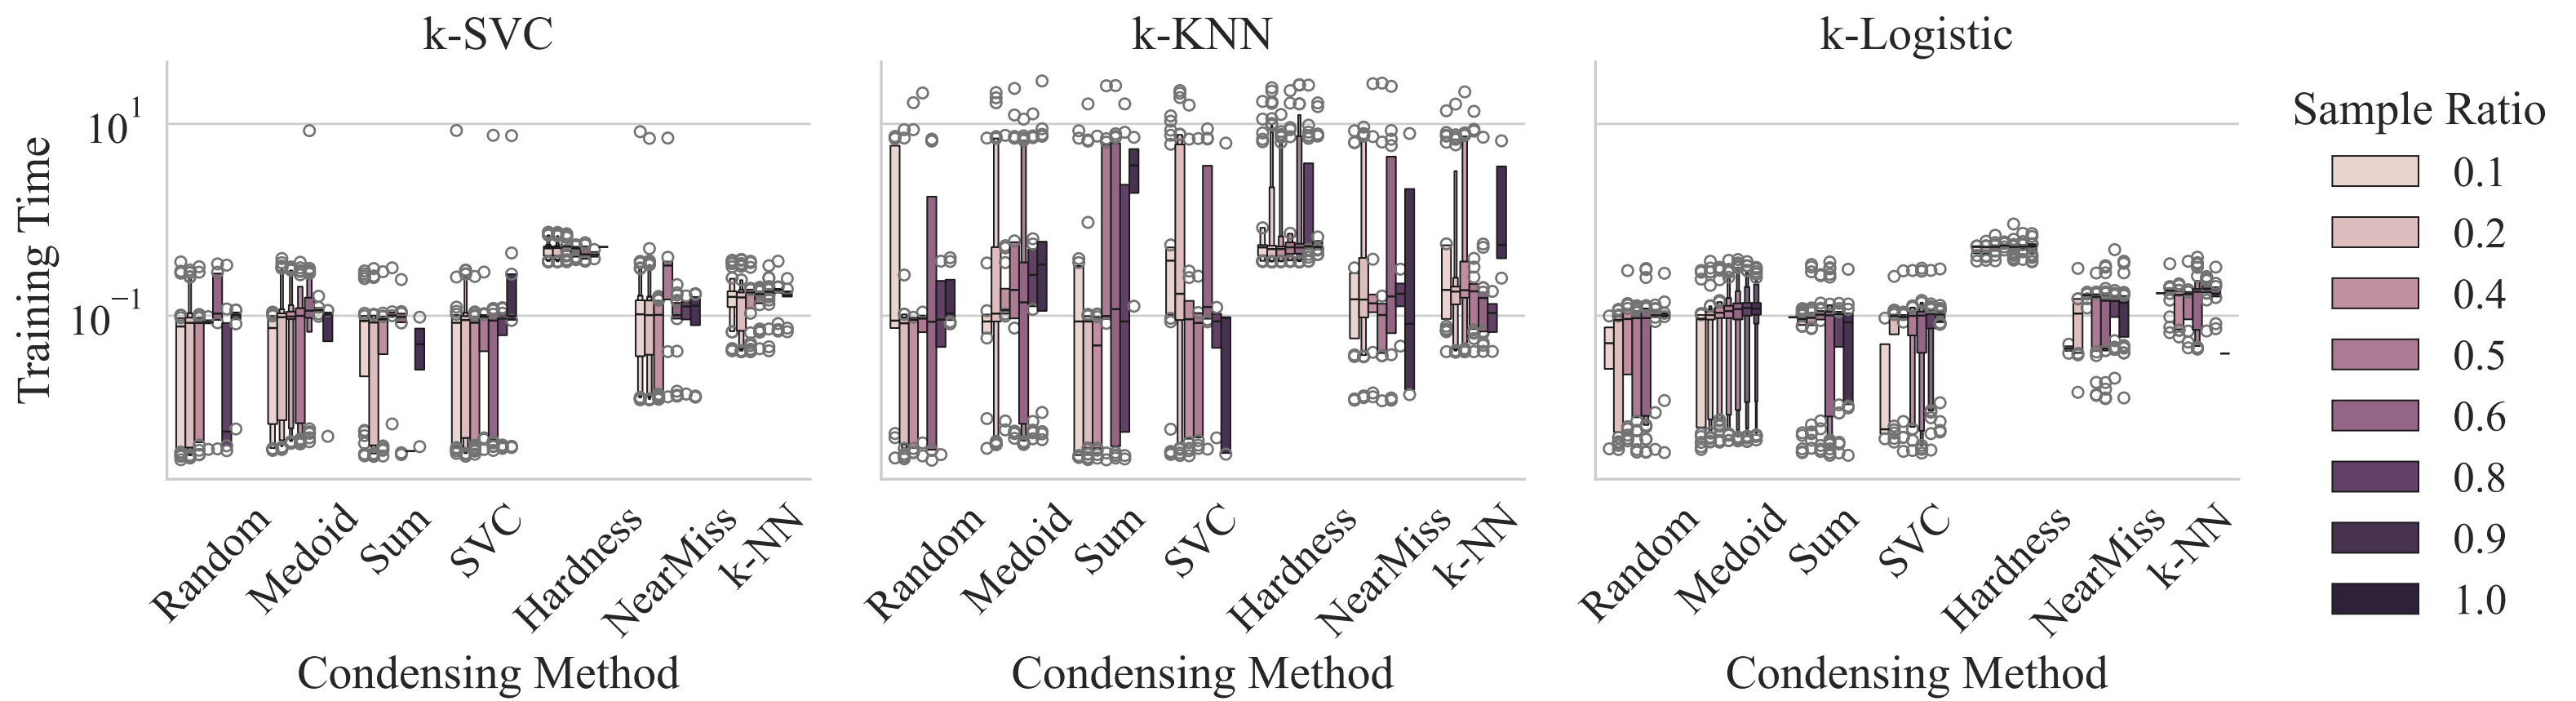 k-SVC
k-KNN
k-Logistic
Training Time
10^1
10^−1
Random
Medoid
Sum
SVC
Hardness
NearMiss
k-NN
Condensing Method
Random
Medoid
Sum
SVC
Hardness
NearMiss
k-NN
Condensing Method
Random
Medoid
Sum
SVC
Hardness
NearMiss
k-NN
Condensing Method
Sample Ratio
0.1
0.2
0.4
0.5
0.6
0.8
0.9
1.0